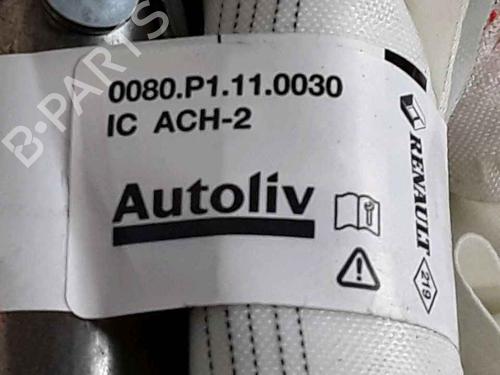 B-PARTS
0080.P1.11.0030
IC ACH-2
Autoliv
RENAULT
219